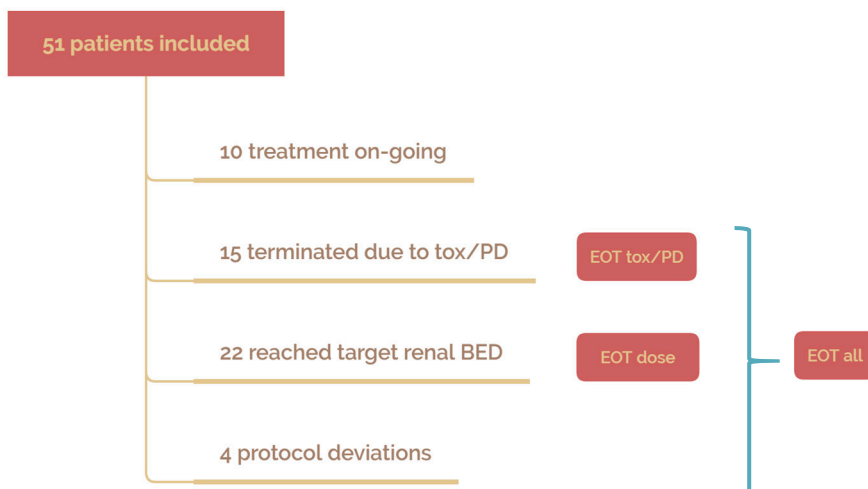 51 patients included
10 treatment on-going
15 terminated due to tox/PD
EOT tox/PD
22 reached target renal BED
EOT dose
EOT all
4 protocol deviations